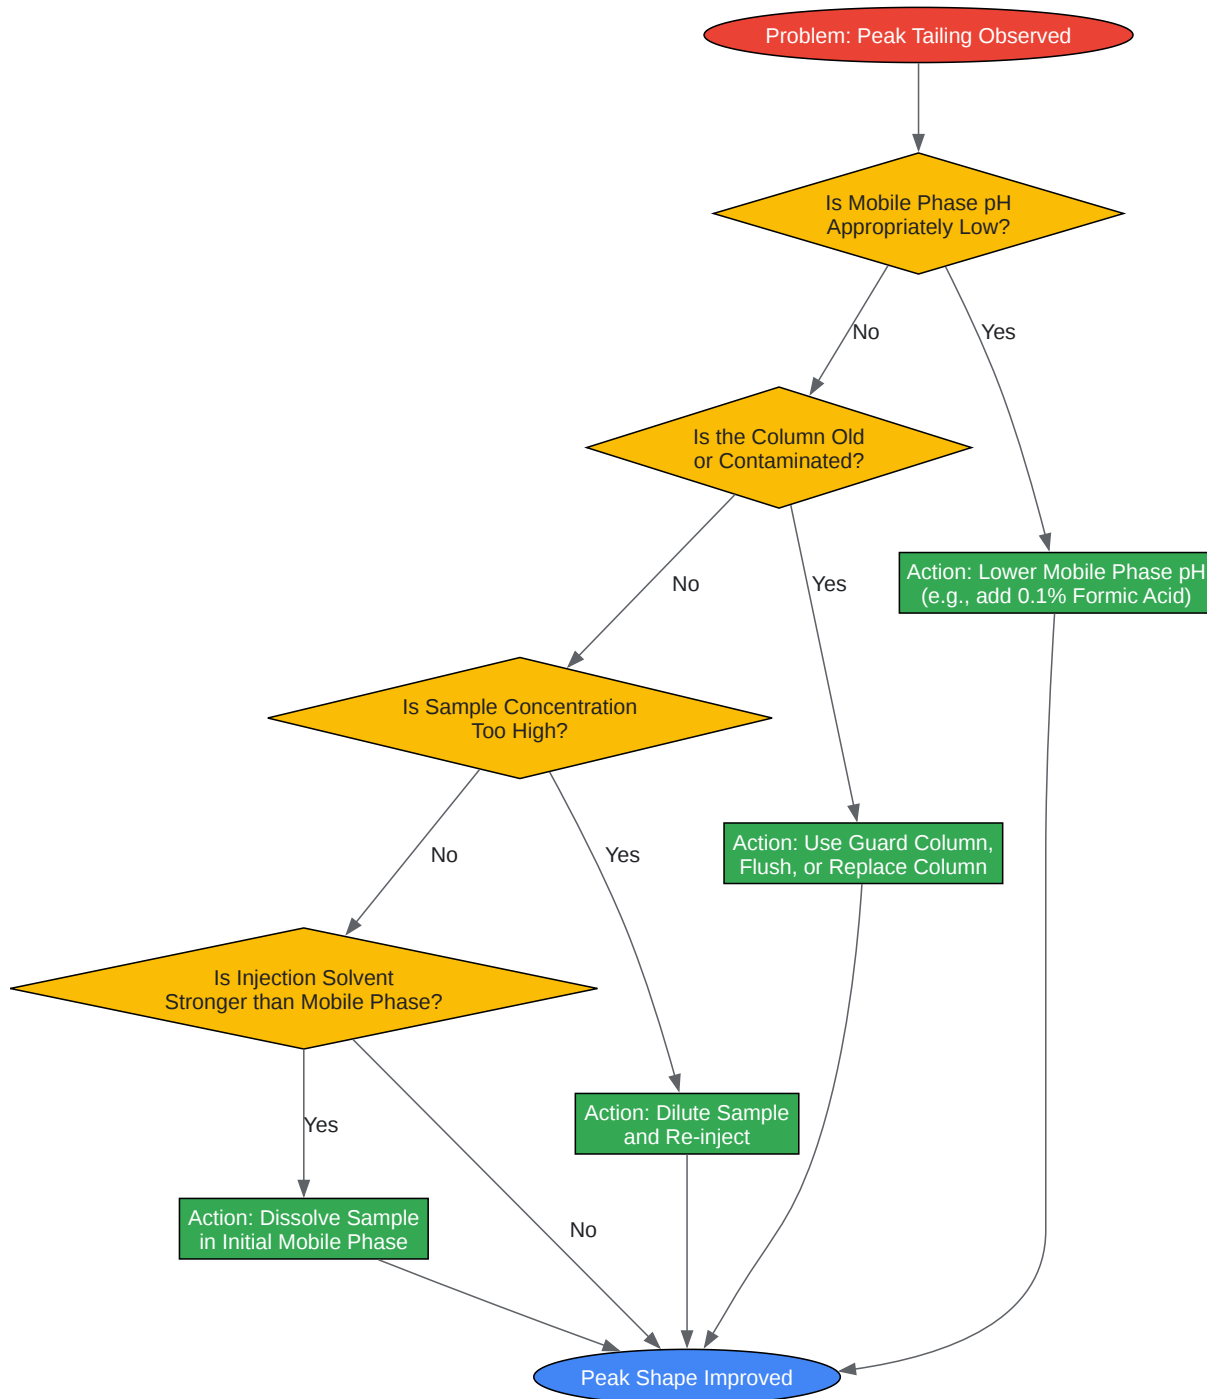 Problem: Peak Tailing Observed
Is Mobile Phase pH
Appropriately Low?
No
Yes
Is the Column Old
or Contaminated?
Action: Lower Mobile Phase pH
(e.g., add 0.1% Formic Acid)
No
Yes
Is Sample Concentration
Too High?
Action: Use Guard Column,
Flush, or Replace Column
No
Yes
Is Injection Solvent
Stronger than Mobile Phase?
Action: Dilute Sample
and Re-inject
Yes
No
Action: Dissolve Sample
in Initial Mobile Phase
Peak Shape Improved